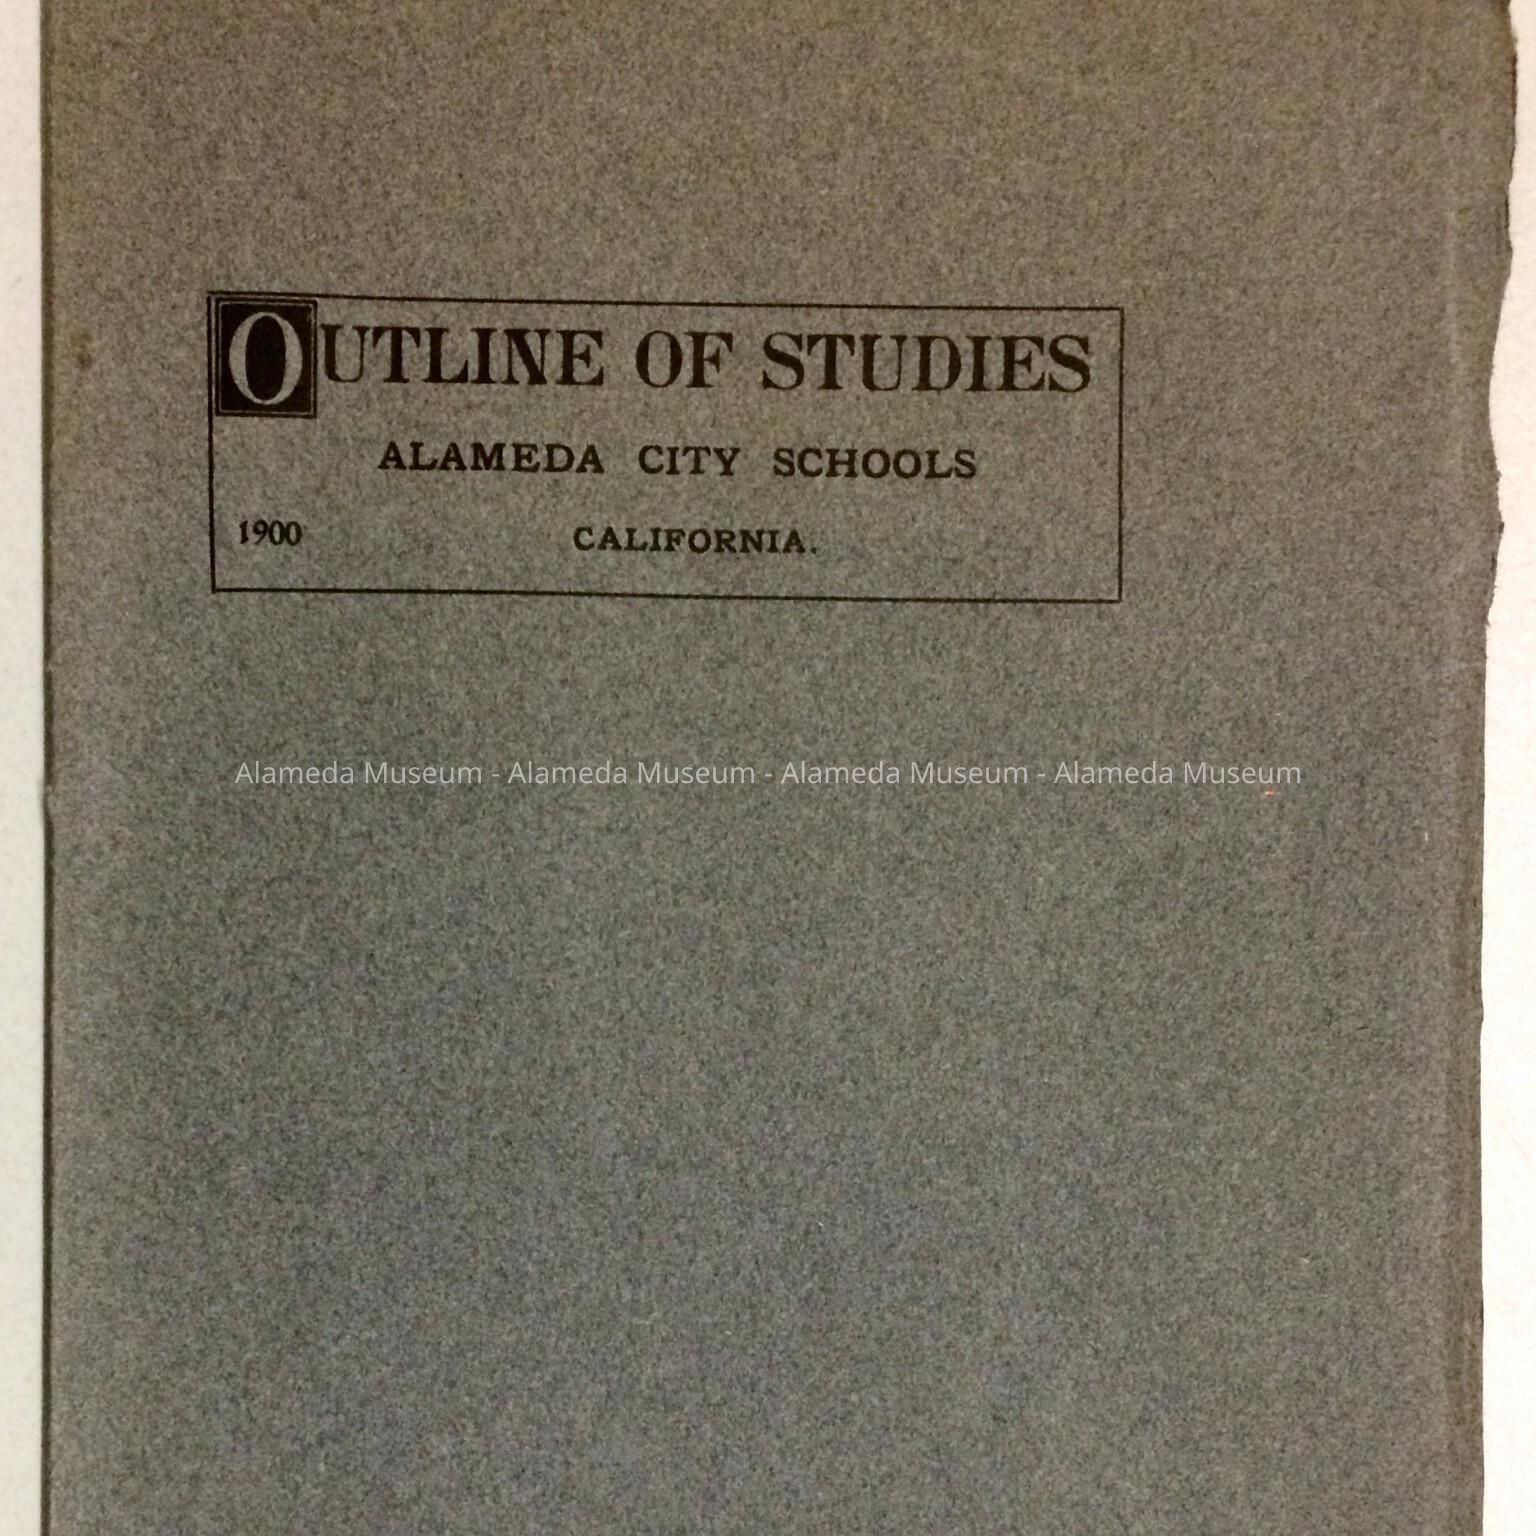 OUTLINE OF STUDIES
ALAMEDA CITY SCHOOLS
1900 CALIFORNIA.
Alameda Museum - Alameda Museum - Alameda Museum - Alameda Museum